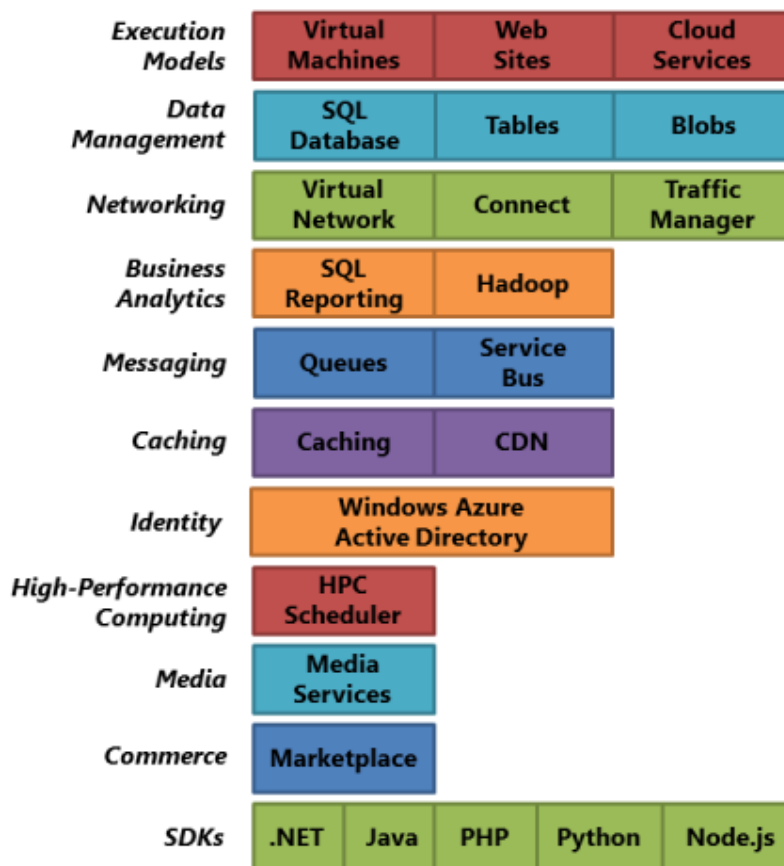 Execution Models
Virtual Machines
Web Sites
Cloud Services
Data Management
SQL Database
Tables
Blobs
Networking
Virtual Network
Connect
Traffic Manager
Business Analytics
SQL Reporting
Hadoop
Messaging
Queues
Service Bus
Caching
Caching
CDN
Identity
Windows Azure
Active Directory
High-Performance
Computing
HPC Scheduler
Media
Media Services
Commerce
Marketplace
SDKs
.NET
Java
PHP
Python
Node.js